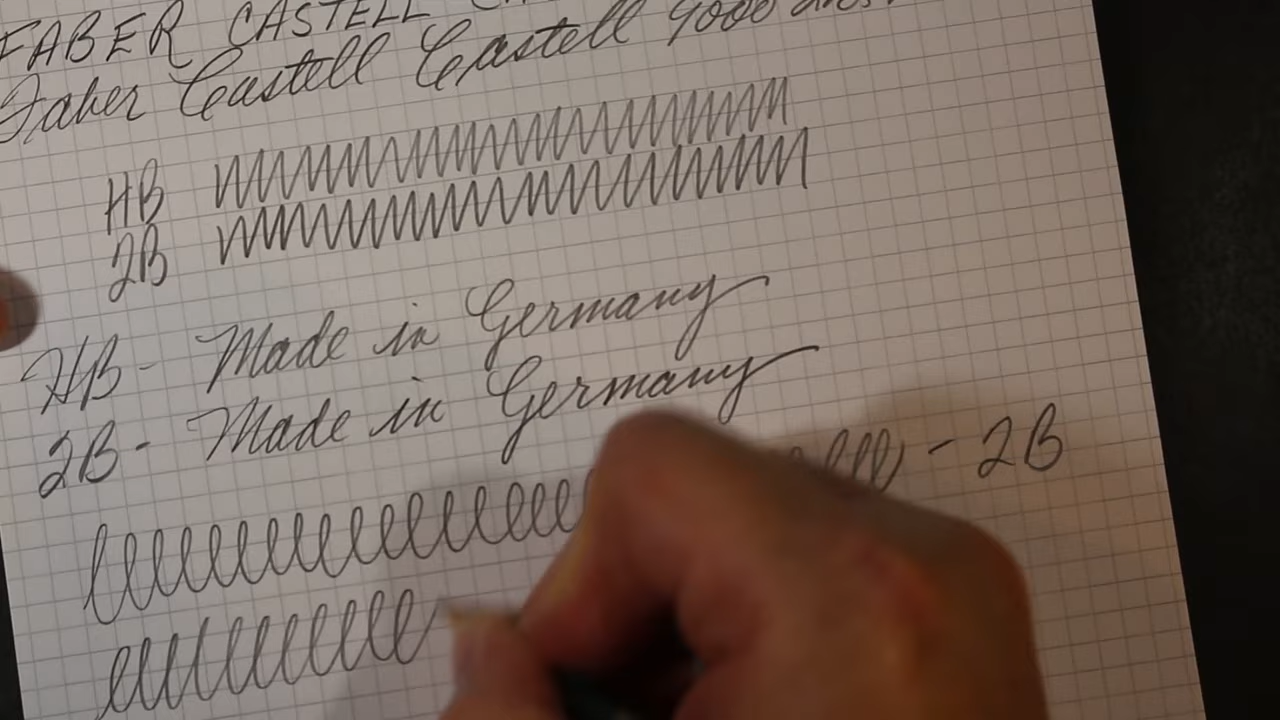 FABER CASTELL
Faber Castell Castell 9000
HB
2B
HB - Made in Germany
2B - Made in Germany
- 2B